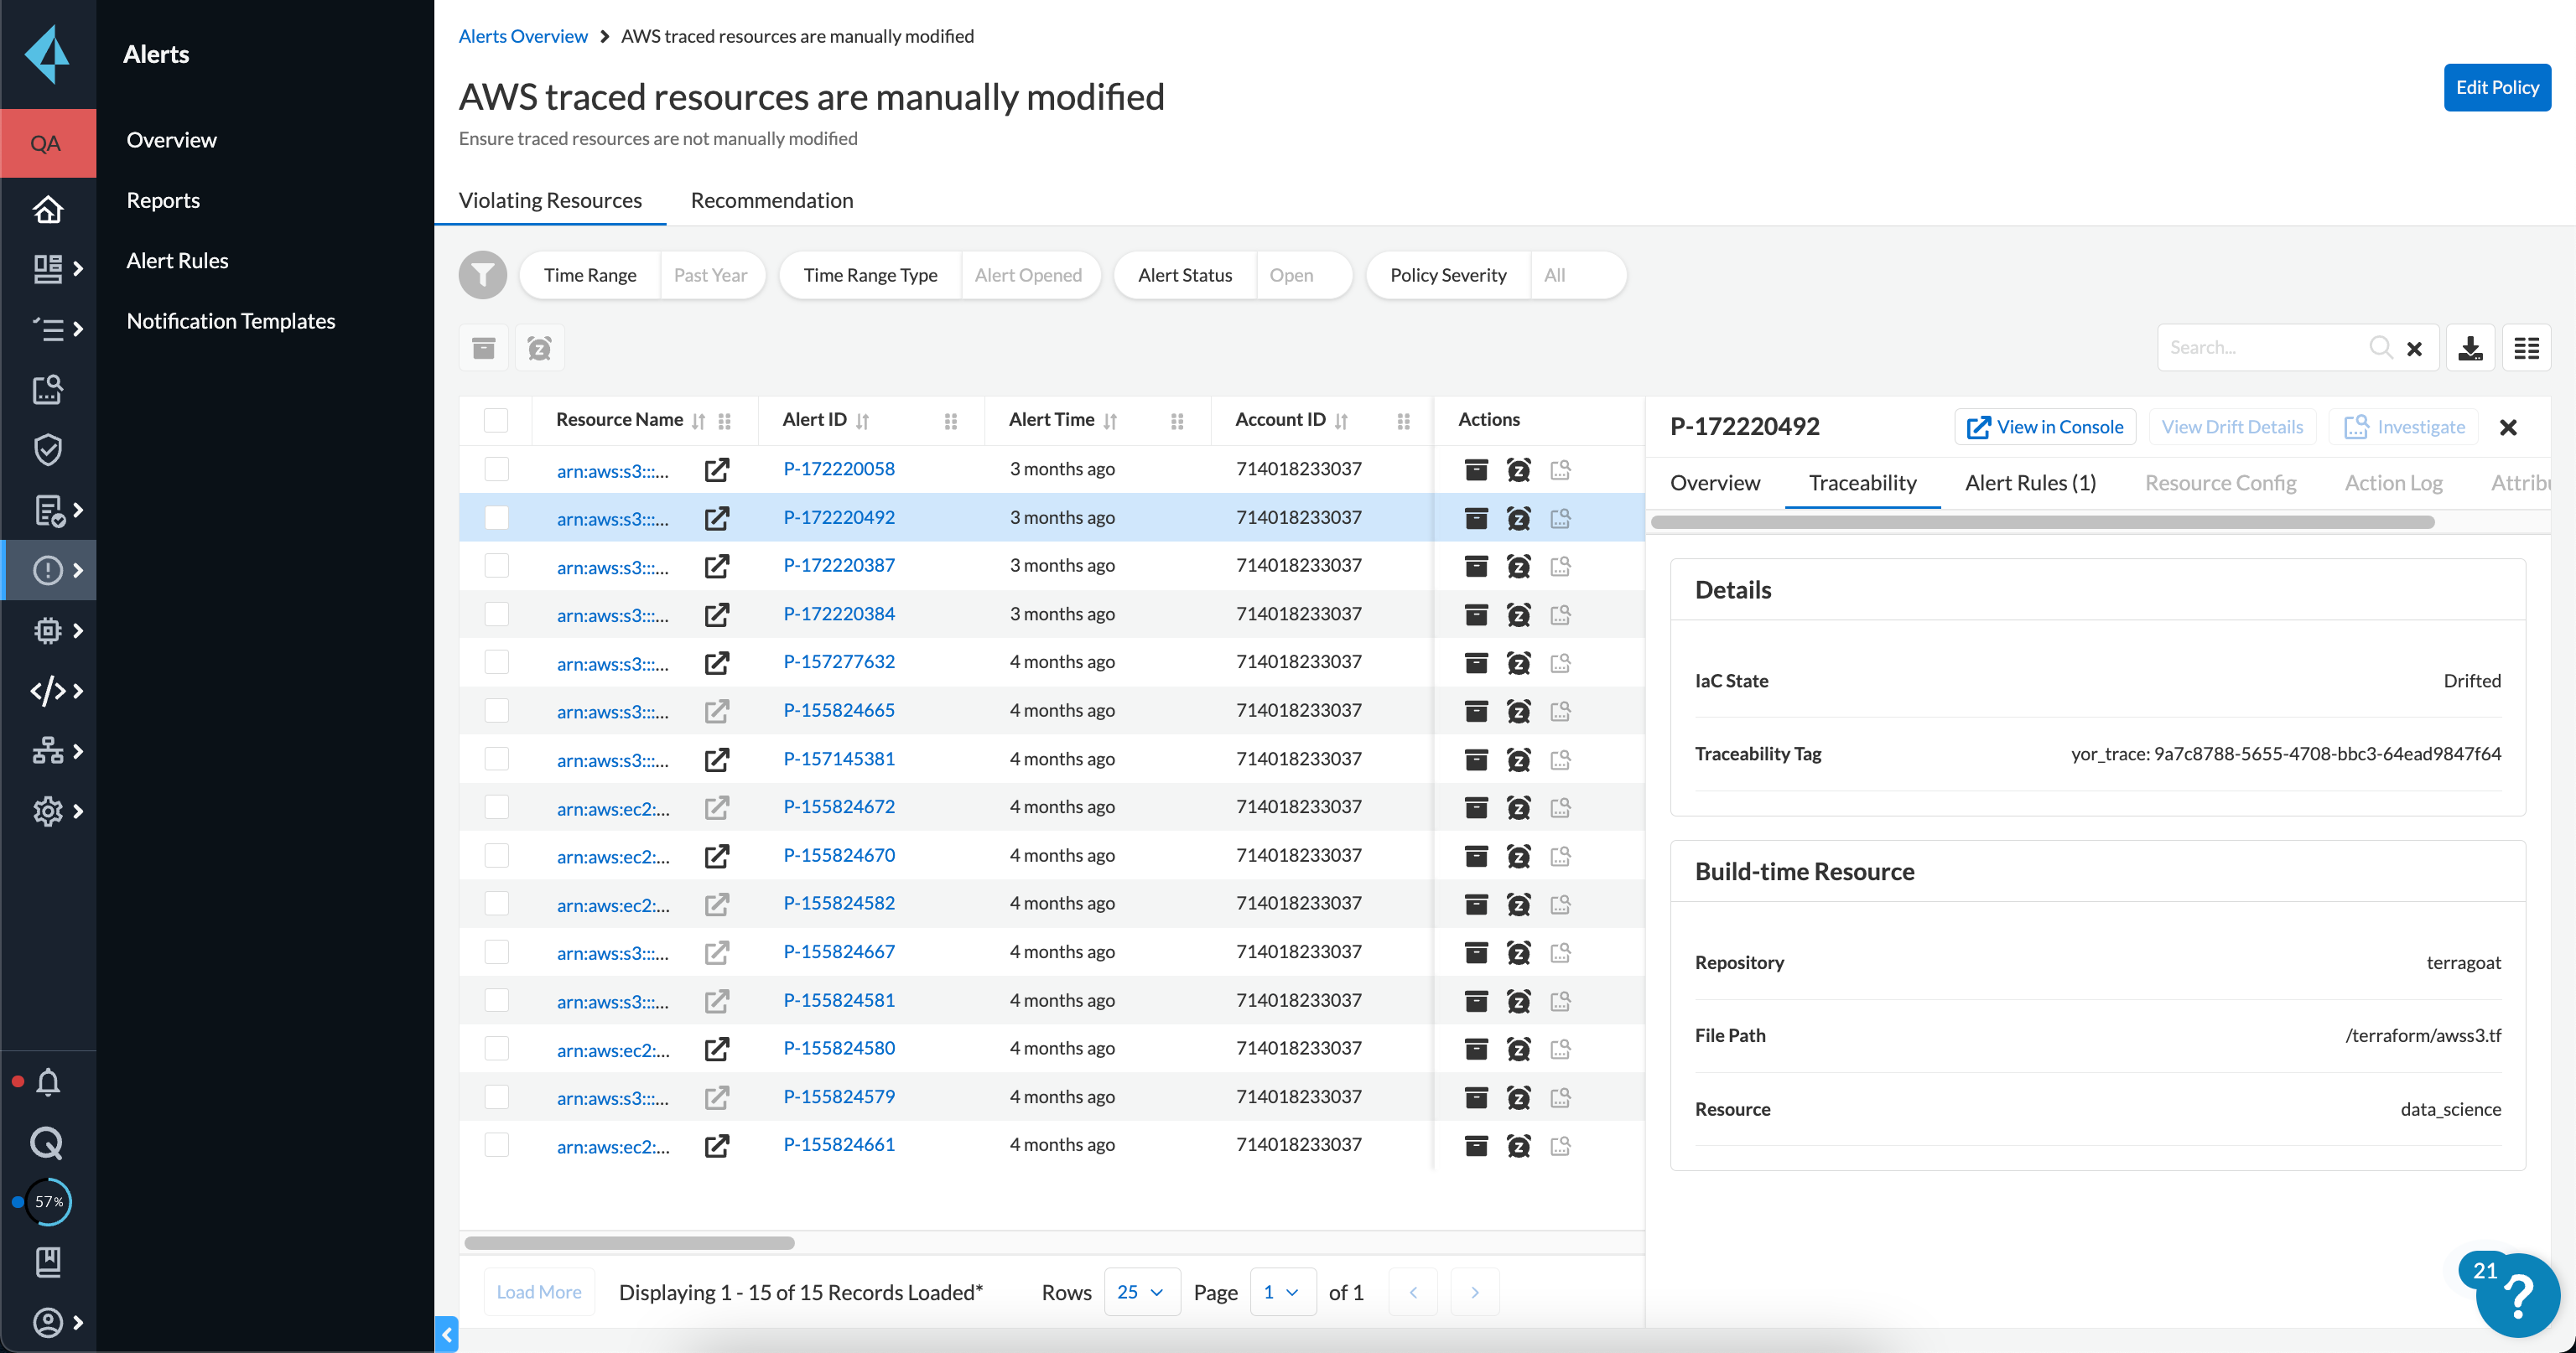 Alerts
QA
Overview
Reports
Alert Rules
Notification Templates
57%
Alerts Overview > AWS traced resources are manually modified
AWS traced resources are manually modified
Ensure traced resources are not manually modified
Edit Policy
Violating Resources Recommendation
Time Range Past Year Time Range Type Alert Opened Alert Status Open Policy Severity All
Search...
Resource Name Alert ID Alert Time Account ID Actions
arn:aws:s3:::... P-172220058 3 months ago 714018233037
arn:aws:s3:::... P-172220492 3 months ago 714018233037
arn:aws:s3:::... P-172220387 3 months ago 714018233037
arn:aws:s3:::... P-172220384 3 months ago 714018233037
arn:aws:s3:::... P-157277632 4 months ago 714018233037
arn:aws:s3:::... P-155824665 4 months ago 714018233037
arn:aws:s3:::... P-157145381 4 months ago 714018233037
arn:aws:ec2:... P-155824672 4 months ago 714018233037
arn:aws:ec2:... P-155824670 4 months ago 714018233037
arn:aws:ec2:... P-155824582 4 months ago 714018233037
arn:aws:s3:::... P-155824667 4 months ago 714018233037
arn:aws:s3:::... P-155824581 4 months ago 714018233037
arn:aws:ec2:... P-155824580 4 months ago 714018233037
arn:aws:s3:::... P-155824579 4 months ago 714018233037
arn:aws:ec2:... P-155824661 4 months ago 714018233037
Load More Displaying 1 - 15 of 15 Records Loaded* Rows 25 Page 1 of 1
P-172220492 View in Console View Drift Details Investigate
Overview Traceability Alert Rules (1) Resource Config Action Log Attribu
Details
IaC State Drifted
Traceability Tag yor_trace: 9a7c8788-5655-4708-bbc3-64ead9847f64
Build-time Resource
Repository terragoat
File Path /terraform/awss3.tf
Resource data_science
21
?